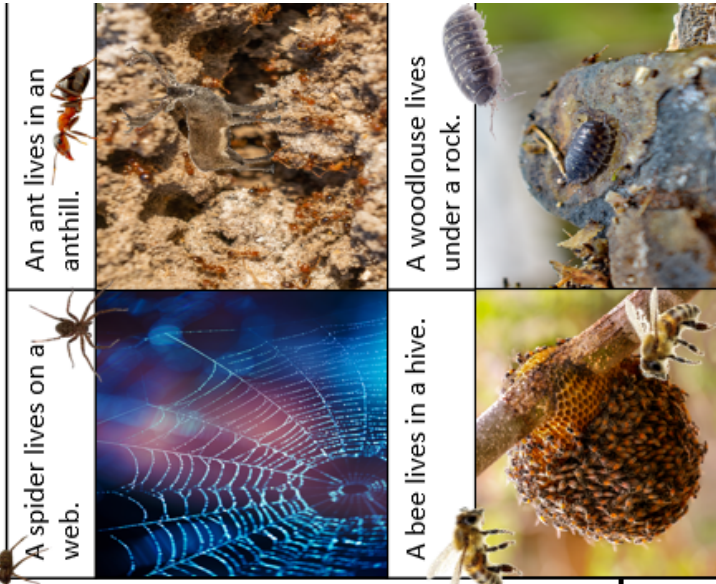 A spider lives on a
web.
An ant lives in an
anthill.
A bee lives in a hive.
A woodlouse lives
under a rock.